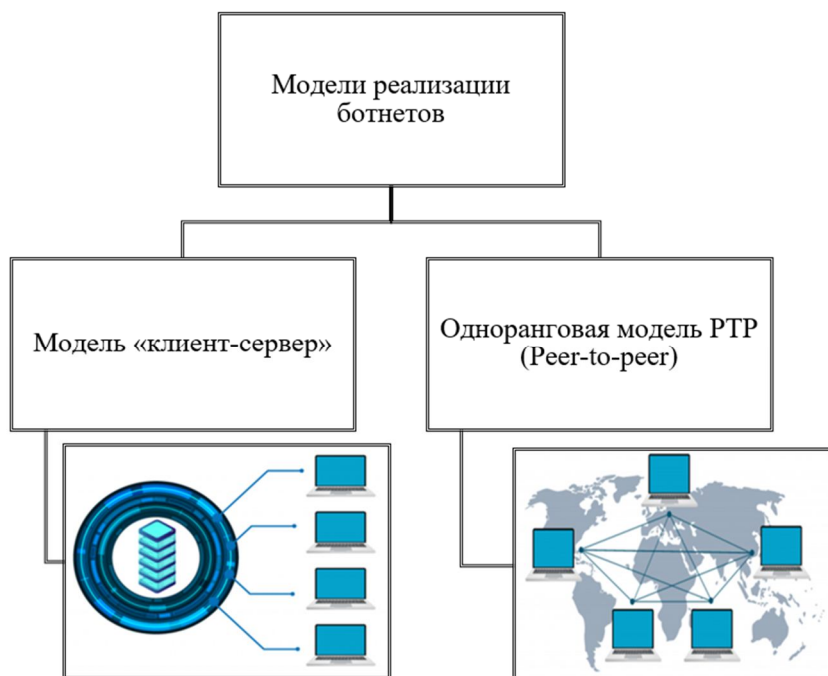 Модели реализации
ботнетов
Модель «клиент-сервер»
Одноранговая модель PTP
(Peer-to-peer)